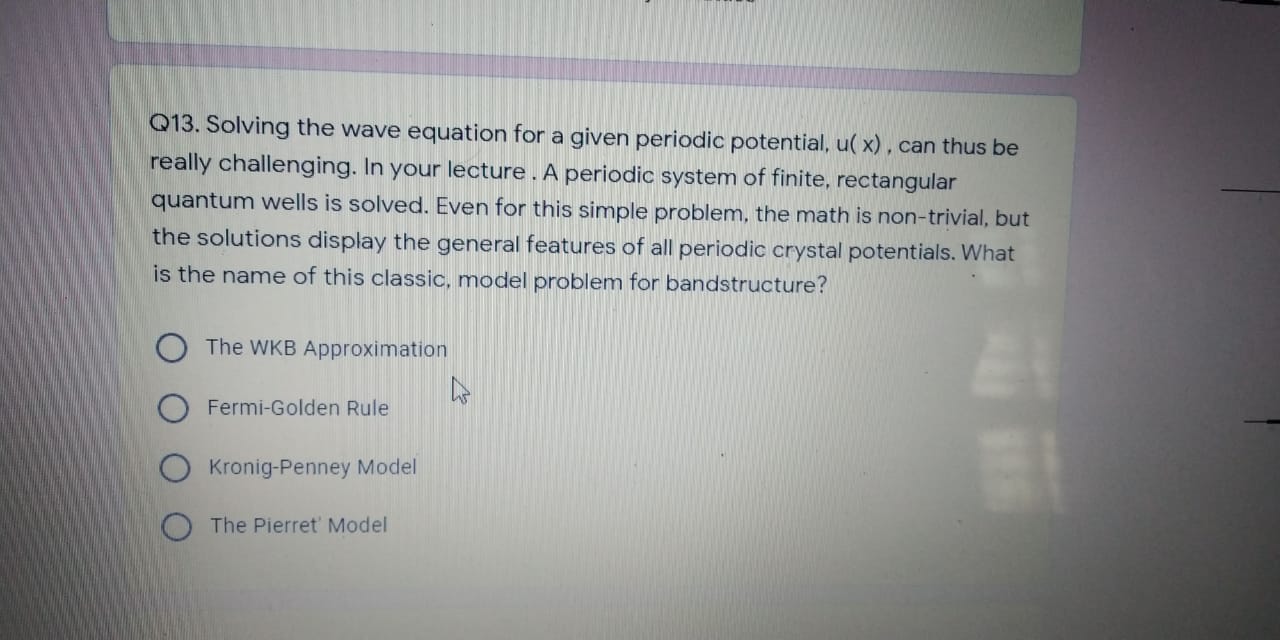 Q13. Solving the wave equation for a given periodic potential, u( x) , can thus be
really challenging. In your lecture . A periodic system of finite, rectangular
quantum wells is solved. Even for this simple problem, the math is non-trivial, but
the solutions display the general features of all periodic crystal potentials. What
is the name of this classic, model problem for bandstructure?
The WKB Approximation
Fermi-Golden Rule
Kronig-Penney Model
The Pierret' Model